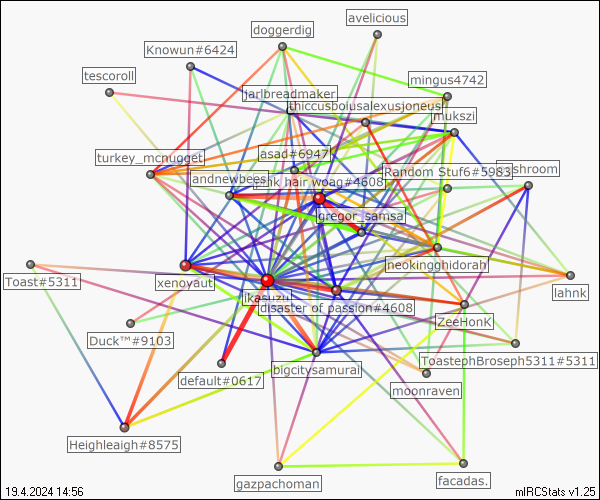 avelicious
doggerdig
Knowun#6424
tescoroll
mingus4742
jarlbreadmaker
thiccusboiusalexusjoneus
mukszi
asad#6947
turkey_mcnugget
Random Stuf6#5983
shroom
andnewbees
hair woag#4608
gregor_samsa
neokingghidorah
Toast#5311
xenoyaut
jikasuzu
lahnk
disaster of passion#4608
ZeeHonK
Duck™#9103
ToastephBroseph5311#5311
default#0617
bigcitysamurai
moonraven
Heighleaigh#8575
gazpachoman
facadas.
19.4.2024 14:56
mIRCStats v1.25